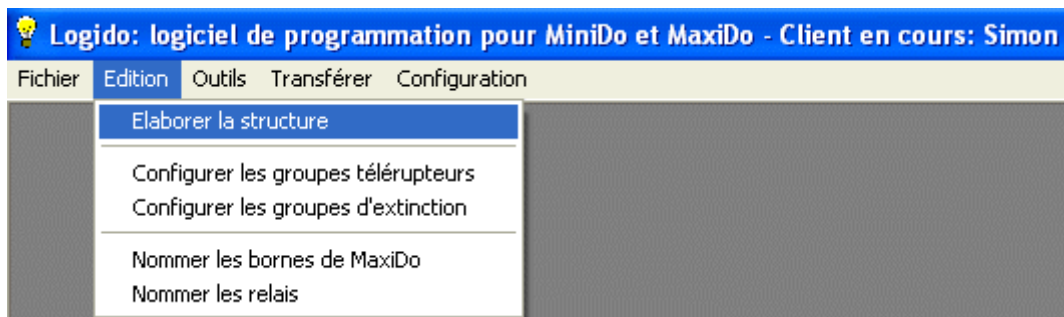 Logido: logiciel de programmation pour MiniDo et MaxiDo - Client en cours: Simon
Fichier Edition Outils Transférer Configuration
Elaborer la structure
Configurer les groupes télérupteurs
Configurer les groupes d'extinction
Nommer les bornes de MaxiDo
Nommer les relais